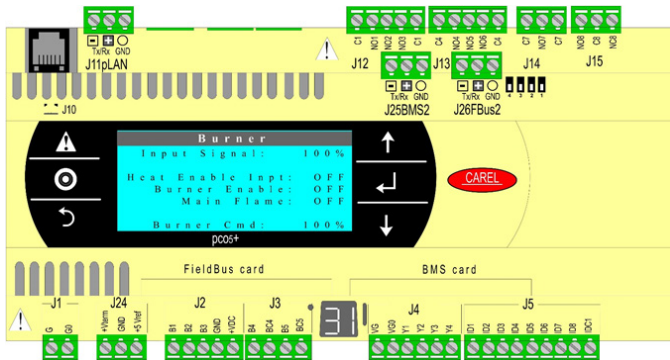 Tx/Rx GND
J11pLAN
C1 NO1 NO2 NO3 C1
C4 NO4 NO5 NO6 C4
C7 NO7 C7
NO8 C8 NO8
J12
J13
J14
J15
Tx/Rx GND
J25BMS2
Tx/Rx GND
J26FBus2
4 3 2 1
J10
Burner
Input Signal: 100%
Heat Enable Inpt: OFF
Burner Enable: OFF
Main Flame: OFF
Burner Cmd: 100%
pco5+
CAREL
FieldBus card
BMS card
J1
J24
J2
J3
31
J4
J5
G G0
+Vterm GND +5 Vref
B1 B2 B3 GND +VDC
B4 BC4 B5 BC5
VG VG0 Y1 Y2 Y3 Y4
ID1 ID2 ID3 ID4 ID5 ID6 ID7 ID8 IDC1